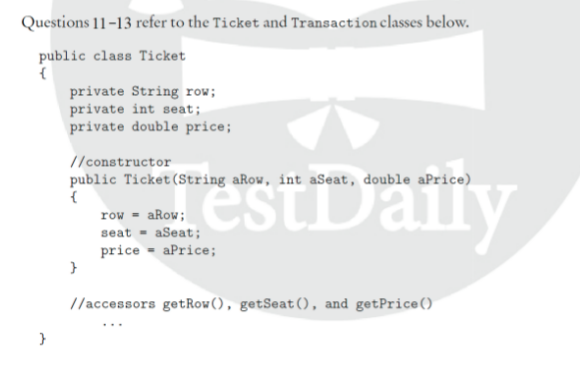 Questions 11–13 refer to the Ticket and Transaction classes below.
public class Ticket
{
private String row;
private int seat;
private double price;
//constructor
public Ticket(String aRow, int aSeat, double aPrice)
{
row = aRow;
seat = aSeat;
price = aPrice;
}
//accessors getRow(), getSeat(), and getPrice()
...
}
TestDaily